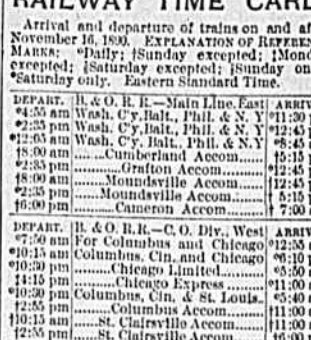 RAILWAY TIME CAR
Arrival and departure of trains on and af
November 16, 1890. EXPLANATION OF REFEREN
MARKS: *Daily; †Sunday excepted; ‡Mond
excepted; §Saturday excepted; ‖Sunday on
*Saturday only. Eastern Standard Time.
DEPART. B. & O. R. R.—Main Line. East ARRIV
*4:55 am Wash. C'y, Balt., Phil. & N. Y *11:30
*2:35 pm Wash. C'y, Balt., Phil. & N. Y *12:45
*12:05 am Wash. C'y, Balt., Phil. & N. Y *8:45
†8:00 am ........Cumberland Accom..... †5:15 p
*2:35 pm ...........Grafton Accom........ *12:45
†8:00 am ........Moundsville Accom...... †12:45
*2:35 pm ........Moundsville Accom...... † 5:15
†6:00 pm ..........Cameron Accom........ † 7:00
DEPART. B. & O. R.R.—C. O. Div., West ARRIV
*7:50 am For Columbus and Chicago *12:55
*10:15 am Columbus, Cin. and Chicago *6:10 p
*10:30 pm .......Chicago Limited........ *5:50
‡4:15 pm .........Chicago Express ....... *11:00
*10:30 pm Columbus, Cin. & St. Louis.. *5:40
†2:55 pm .......Columbus Accom....... †11:00
†10:15 am .....St. Clairsville Accom..... †11:00
†2:55 pm .....St. Clairsville Accom..... †6:00